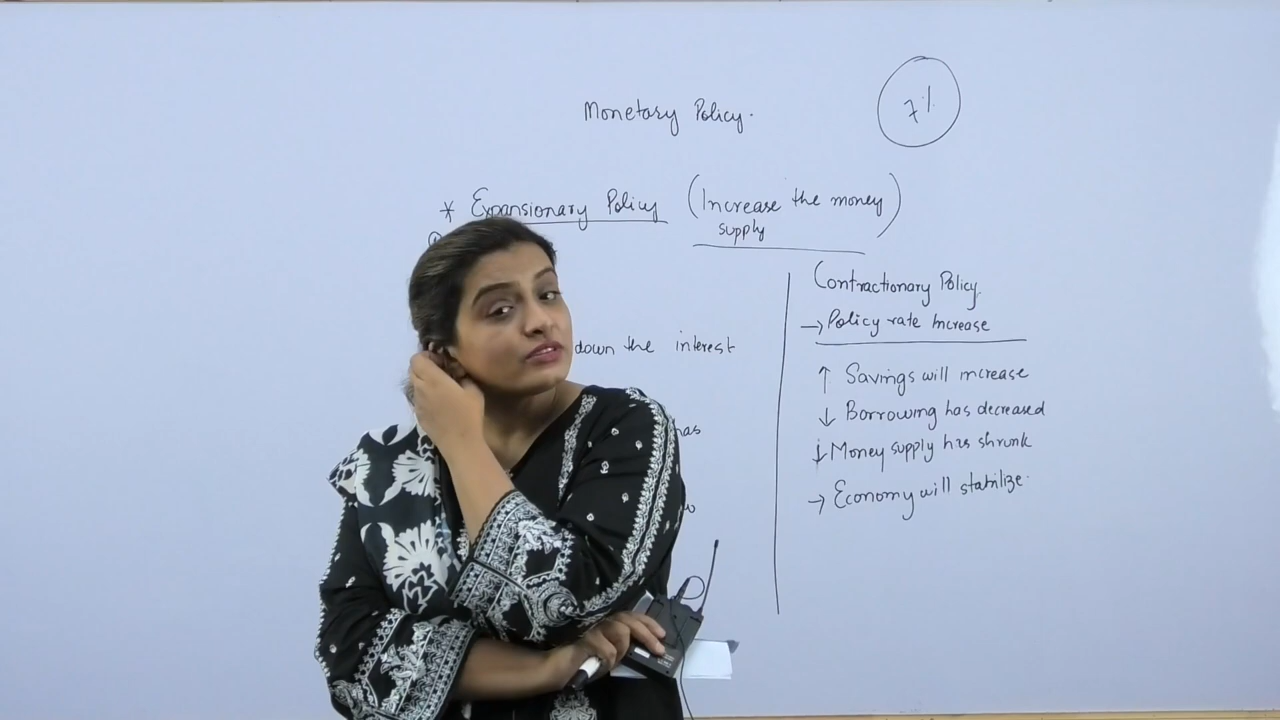 Monetary Policy.
7%
* Expansionary Policy (Increase the money
supply)
down the interest
has
Contractionary Policy.
→ Policy rate Increase
↑ Savings will increase
↓ Borrowing has decreased
↓ Money supply has shrunk
→ Economy will stabilize.